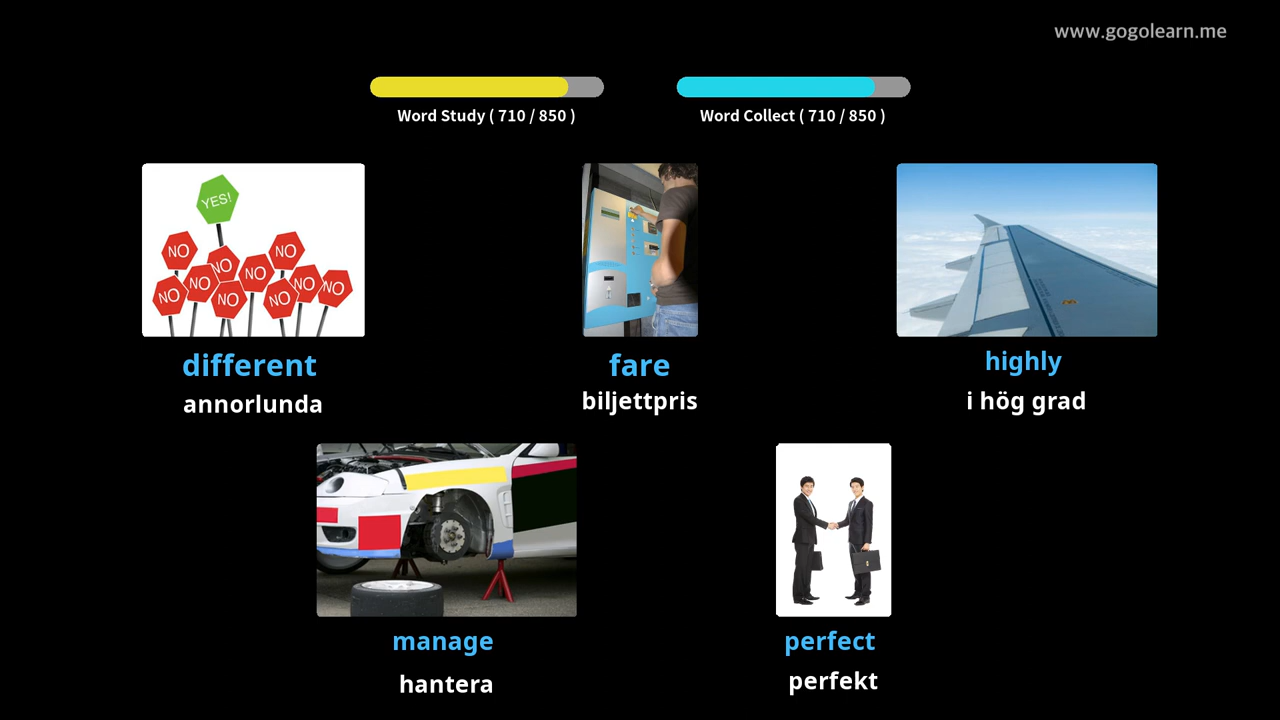 www.gogolearn.me
Word Study ( 710 / 850 )
Word Collect ( 710 / 850 )
YES!
NO
NO
NO
NO
NO
NO
NO
NO
NO
NO
different
fare
highly
annorlunda
biljettpris
i hög grad
manage
perfect
hantera
perfekt